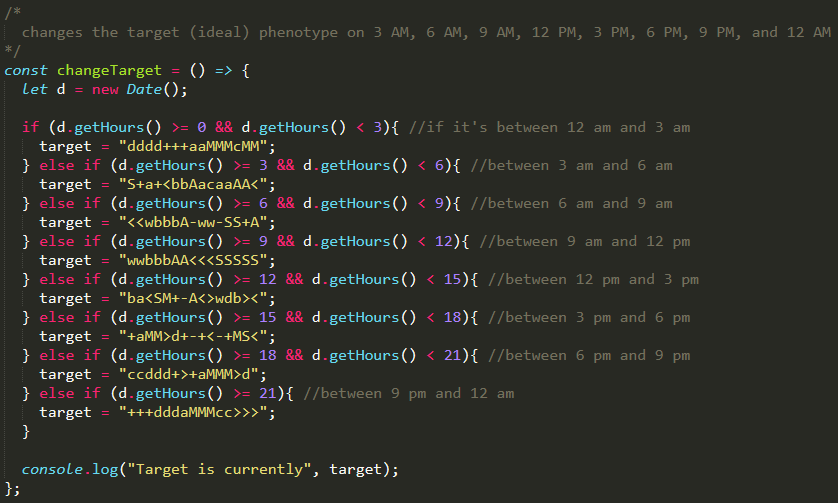 /*
  changes the target (ideal) phenotype on 3 AM, 6 AM, 9 AM, 12 PM, 3 PM, 6 PM, 9 PM, and 12 AM
*/
const changeTarget = () => {
  let d = new Date();

  if (d.getHours() >= 0 && d.getHours() < 3){ //if it's between 12 am and 3 am
    target = "dddd+++aaMMMcMM";
  } else if (d.getHours() >= 3 && d.getHours() < 6){ //between 3 am and 6 am
    target = "S+a+<bbAacaaAA<";
  } else if (d.getHours() >= 6 && d.getHours() < 9){ //between 6 am and 9 am
    target = "<<wbbbA-ww-SS+A";
  } else if (d.getHours() >= 9 && d.getHours() < 12){ //between 9 am and 12 pm
    target = "wwbbbAA<<<SSSSS";
  } else if (d.getHours() >= 12 && d.getHours() < 15){ //between 12 pm and 3 pm
    target = "ba<SM+-A<>wdb><";
  } else if (d.getHours() >= 15 && d.getHours() < 18){ //between 3 pm and 6 pm
    target = "+aMM>d+-+<-+MS<";
  } else if (d.getHours() >= 18 && d.getHours() < 21){ //between 6 pm and 9 pm
    target = "ccddd+>+aMMM>d";
  } else if (d.getHours() >= 21){ //between 9 pm and 12 am
    target = "+++dddaMMMcc>>>";
  }

  console.log("Target is currently", target);
};